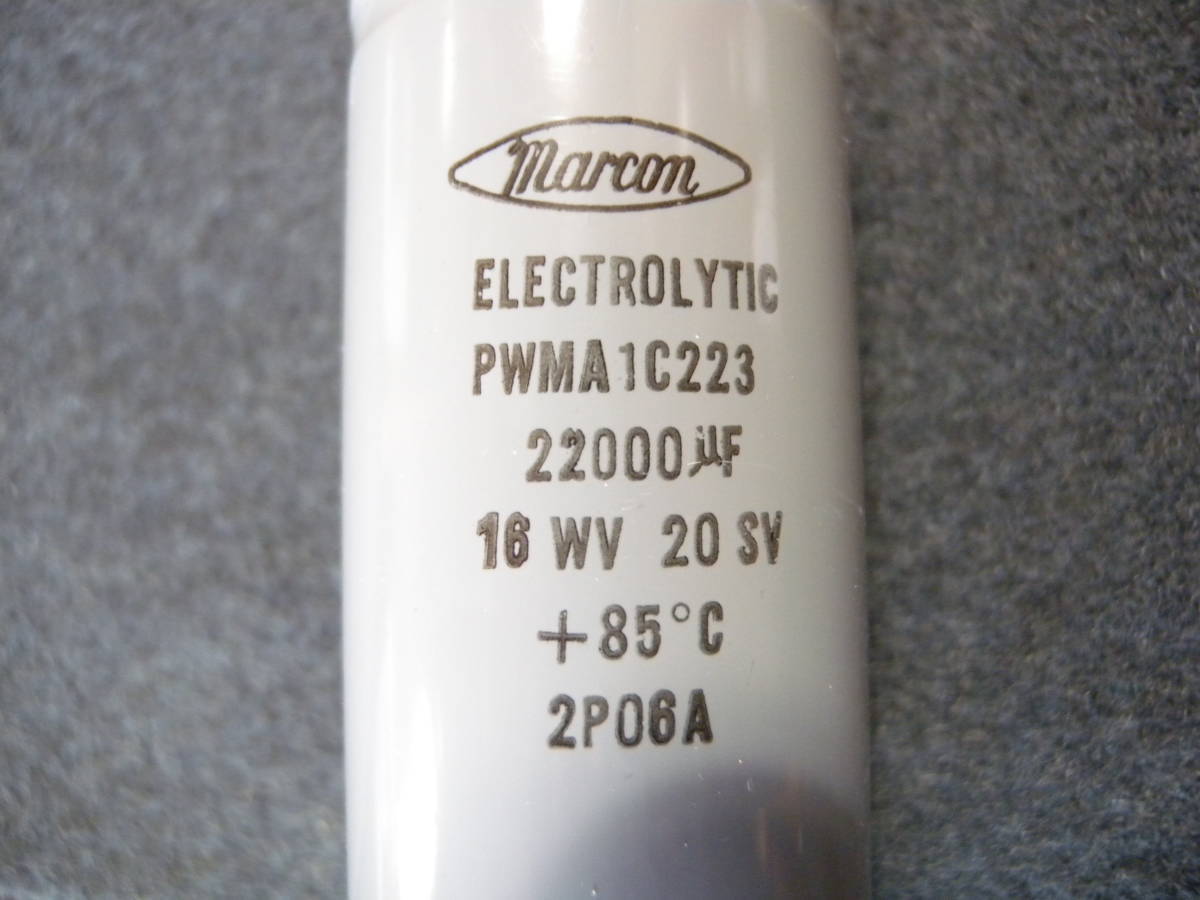 Marcon
ELECTROLYTIC
PWMA1C223
22000µF
16 WV 20 SV
+85°C
2P06A